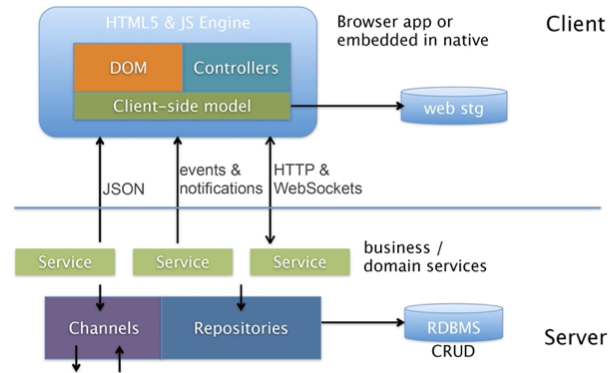 HTML5 & JS Engine
Browser app or
embedded in native
Client
DOM
Controllers
Client-side model
web stg
JSON
events &
notifications
HTTP &
WebSockets
Service
Service
Service
business /
domain services
Channels
Repositories
RDBMS
CRUD
Server